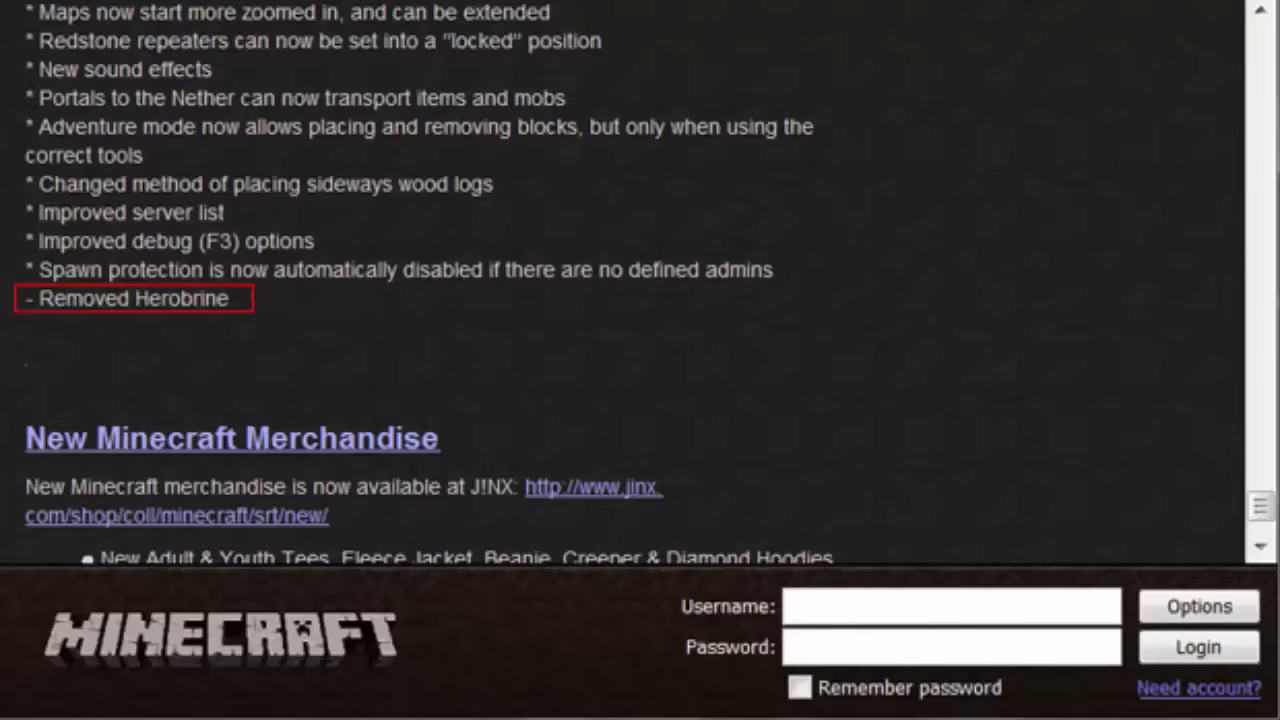 * Maps now start more zoomed in, and can be extended
* Redstone repeaters can now be set into a "locked" position
* New sound effects
* Portals to the Nether can now transport items and mobs
* Adventure mode now allows placing and removing blocks, but only when using the
correct tools
* Changed method of placing sideways wood logs
* Improved server list
* Improved debug (F3) options
* Spawn protection is now automatically disabled if there are no defined admins
- Removed Herobrine
New Minecraft Merchandise
New Minecraft merchandise is now available at J!NX: http://www.jinx.
com/shop/coll/minecraft/srt/new/
● New Adult & Youth Tees, Fleece Jacket, Beanie, Creeper & Diamond Hoodies
MINECRAFT
Username:
Options
Password:
Login
Remember password
Need account?